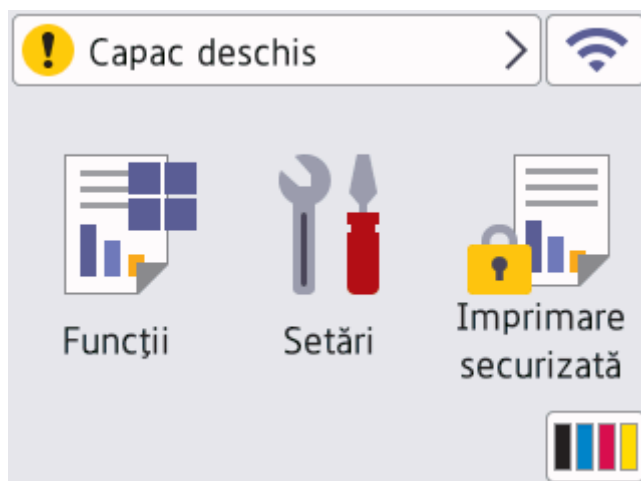 Capac deschis
Funcţii
Setări
Imprimare
securizată